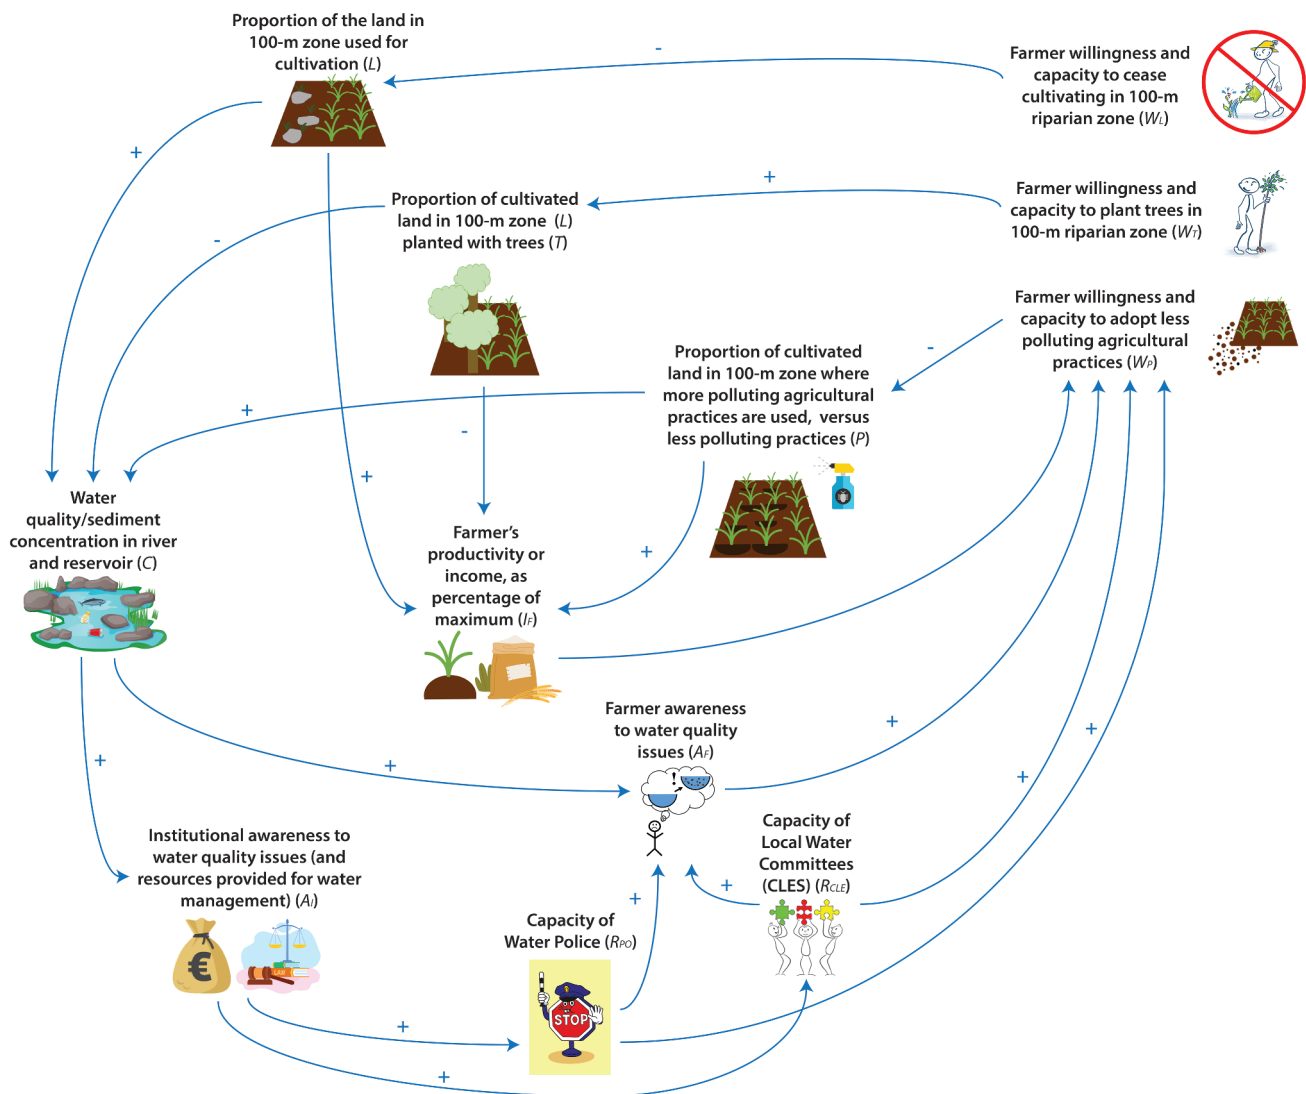 Proportion of the land in
100-m zone used for
cultivation (L)
-
Farmer willingness and
capacity to cease
cultivating in 100-m
riparian zone (WL)
+
Proportion of cultivated
land in 100-m zone (L)
planted with trees (T)
+
Farmer willingness and
capacity to plant trees in
100-m riparian zone (WT)
-
Farmer willingness and
capacity to adopt less
polluting agricultural
practices (WP)
-
Proportion of cultivated
land in 100-m zone where
more polluting agricultural
practices are used, versus
less polluting practices (P)
+
-
+
Water
quality/sediment
concentration in river
and reservoir (C)
Farmer's
productivity or
income, as
percentage of
maximum (IF)
+
Farmer awareness
to water quality
issues (AF)
!
+
+
+
+
+
Institutional awareness to
water quality issues (and
resources provided for water
management) (AI)
€
LAW
Capacity of
Local Water
Committees
(CLES) (RCLE)
+
+
Capacity of
Water Police (RPO)
STOP
+
+